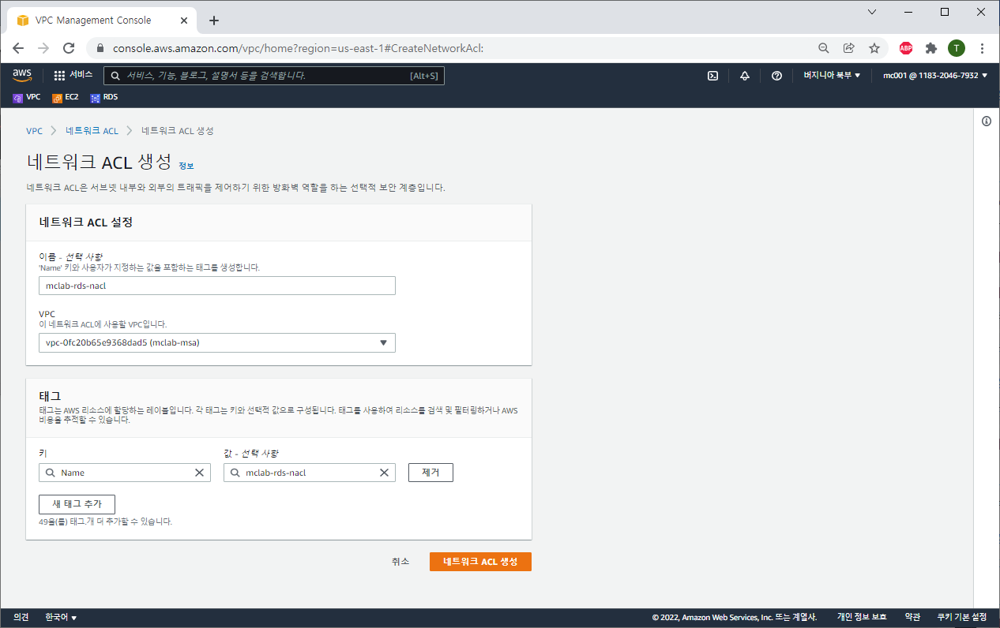 VPC Management Console
console.aws.amazon.com/vpc/home?region=us-east-1#CreateNetworkAcl:
ABP
T
aws
서비스
서비스, 기능, 블로그, 설명서 등을 검색합니다.
[Alt+S]
버지니아 북부
mc001 @ 1183-2046-7932
VPC
EC2
RDS
VPC
네트워크 ACL
네트워크 ACL 생성
네트워크 ACL 생성 정보
네트워크 ACL은 서브넷 내부와 외부의 트래픽을 제어하기 위한 방화벽 역할을 하는 선택적 보안 계층입니다.
네트워크 ACL 설정
이름 - 선택 사항
'Name' 키와 사용자가 지정하는 값을 포함하는 태그를 생성합니다.
mclab-rds-nacl
VPC
이 네트워크 ACL에 사용할 VPC입니다.
vpc-0fc20b65e9368dad5 (mclab-msa)
태그
태그는 AWS 리소스에 할당하는 레이블입니다. 각 태그는 키와 선택적 값으로 구성됩니다. 태그를 사용하여 리소스를 검색 및 필터링하거나 AWS
비용을 추적할 수 있습니다.
키
값 - 선택 사항
Name
mclab-rds-nacl
제거
새 태그 추가
49을(를) 태그.개 더 추가할 수 있습니다.
취소
네트워크 ACL 생성
의견
한국어
© 2022, Amazon Web Services, Inc. 또는 계열사.
개인 정보 보호
약관
쿠키 기본 설정